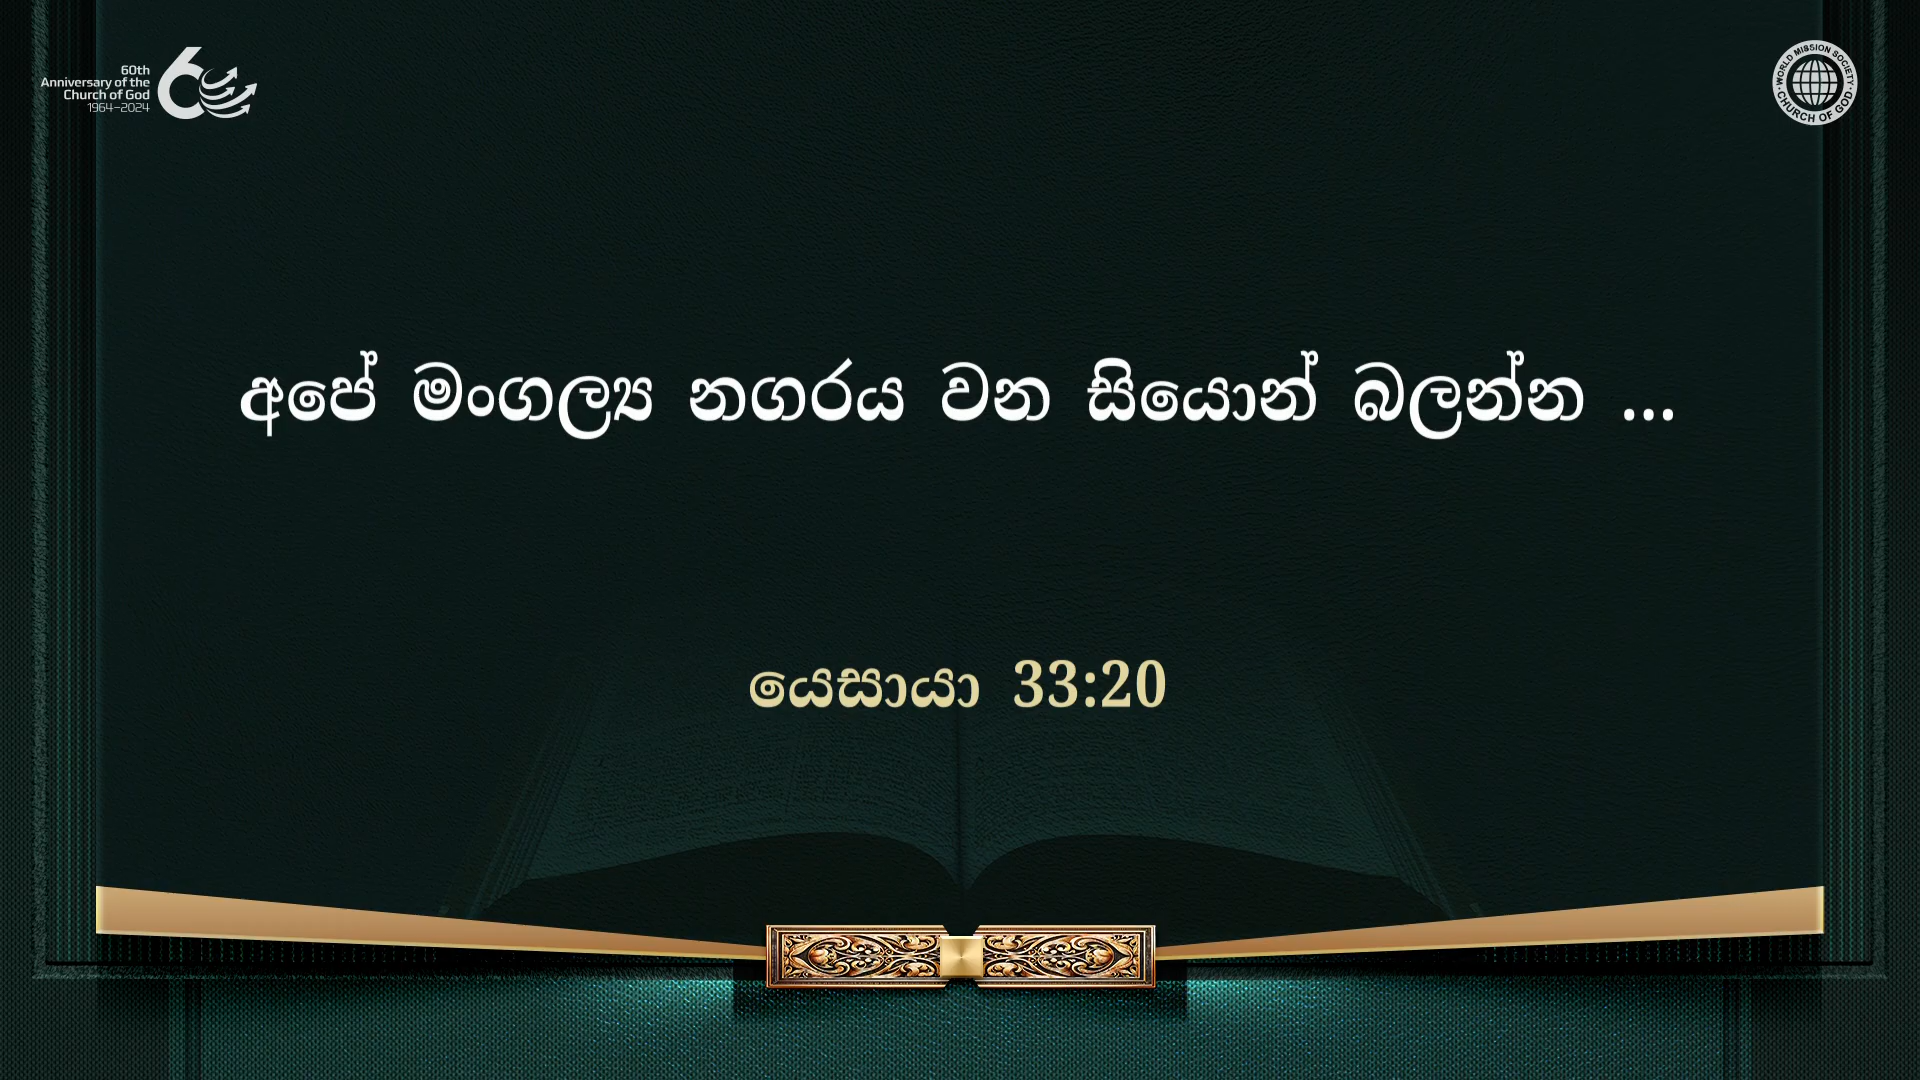 60th
Anniversary of the
Church of God
1964–2024
WORLD MISSION SOCIETY
CHURCH OF GOD
අපේ මංගල්‍ය නගරය වන සියොන් බලන්න ...
යෙසායා 33:20